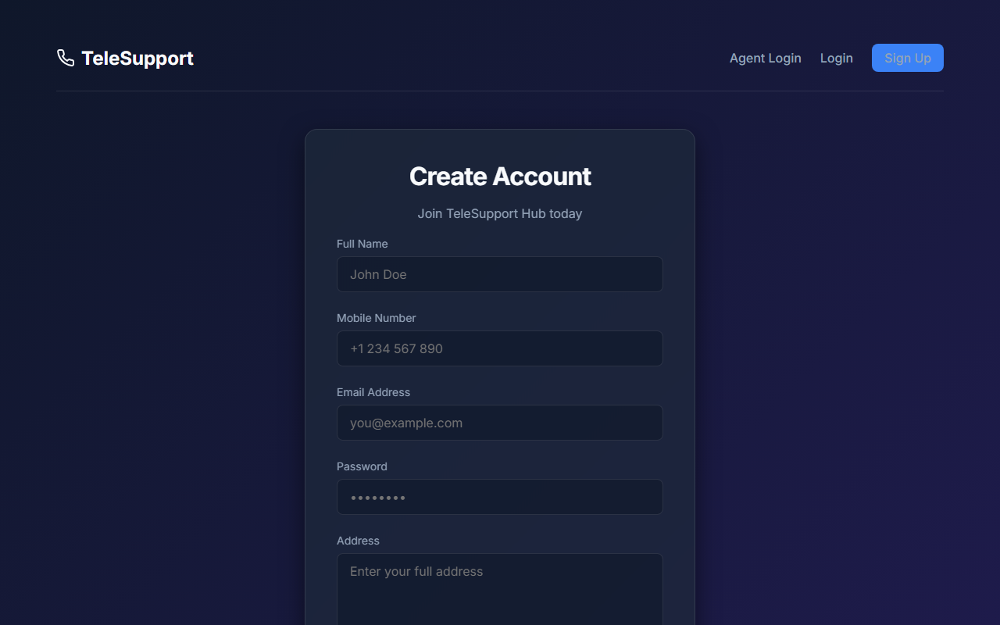 TeleSupport
Agent Login
Login
Sign Up
Create Account
Join TeleSupport Hub today
Full Name
John Doe
Mobile Number
+1 234 567 890
Email Address
you@example.com
Password
••••••••
Address
Enter your full address